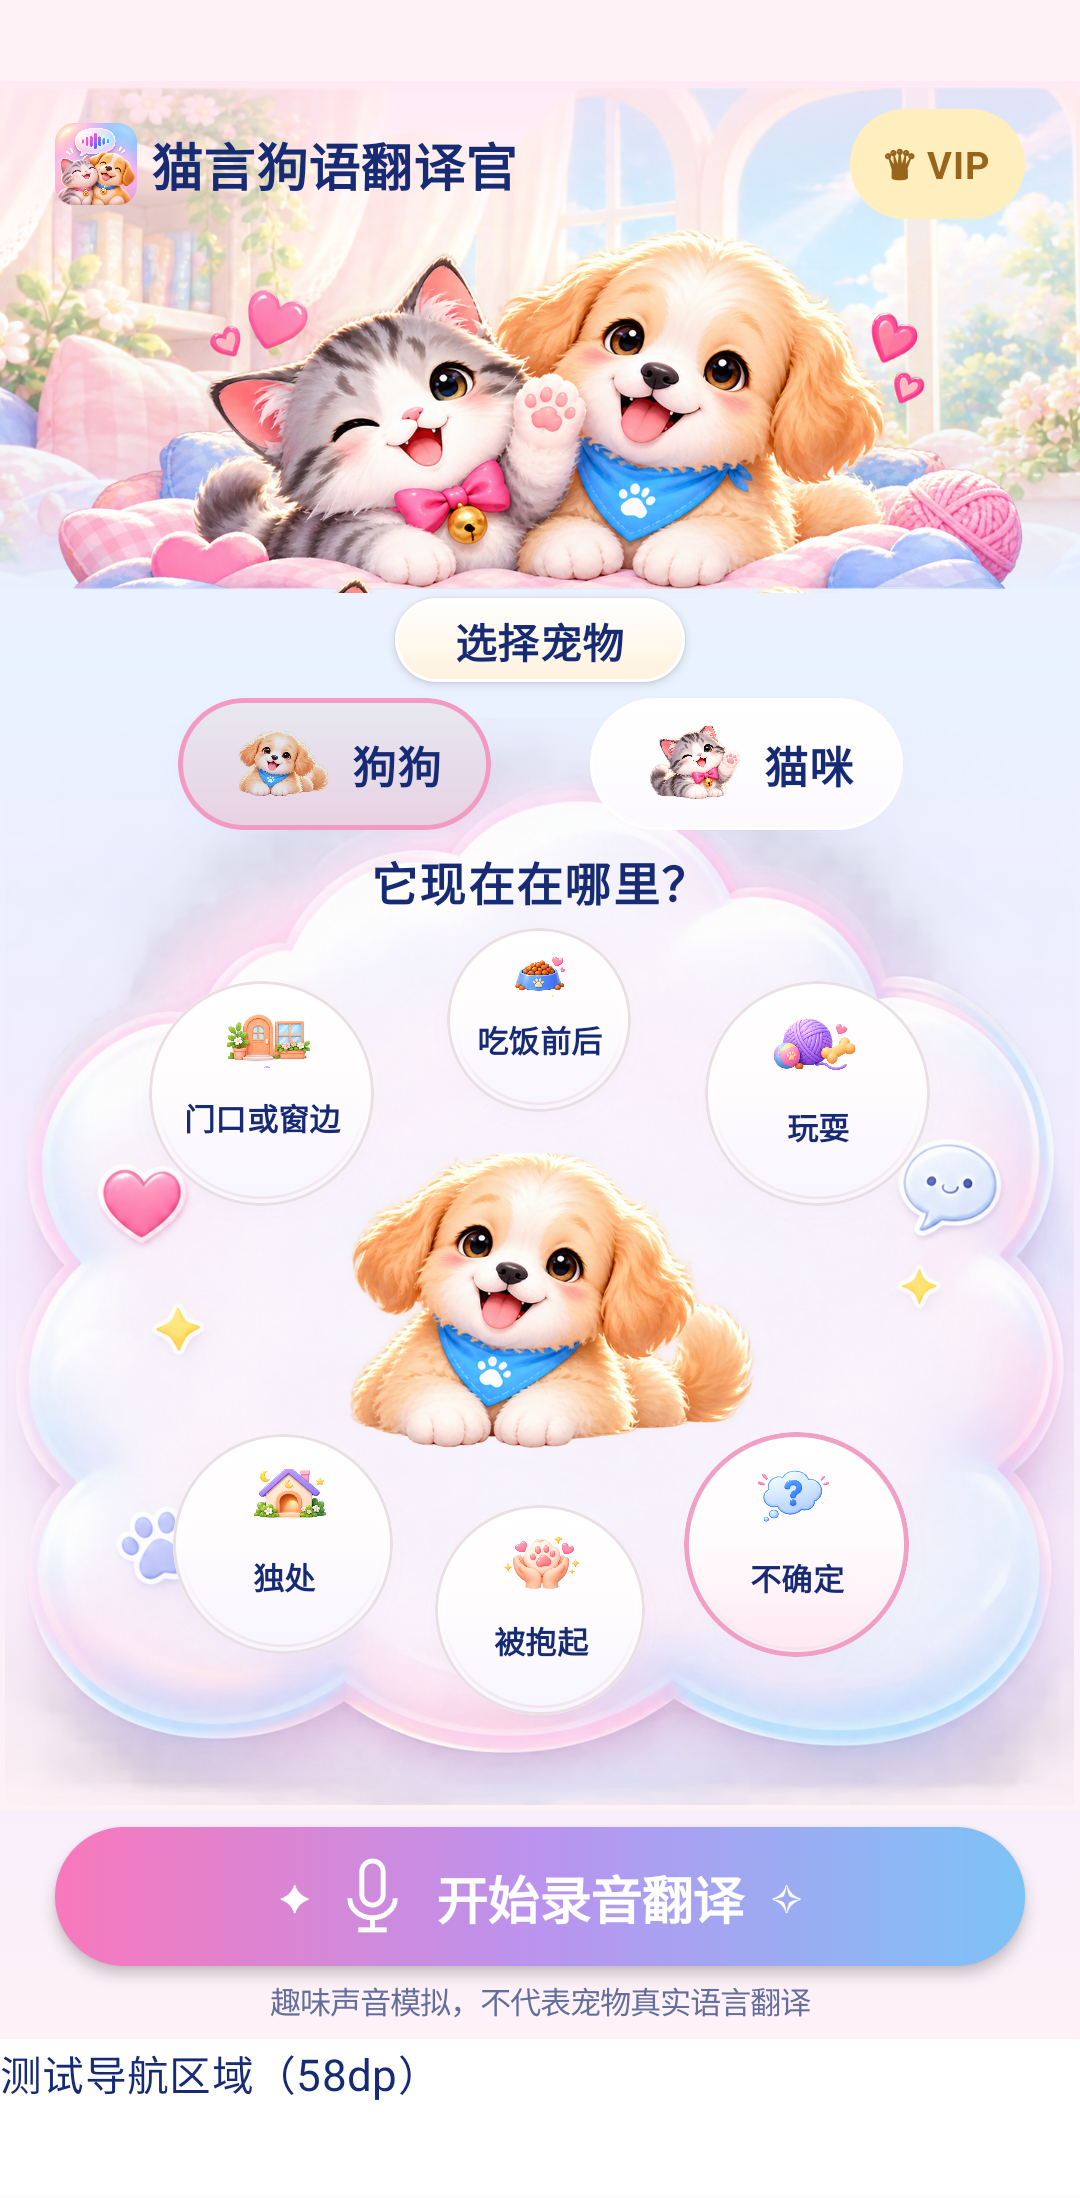 猫言狗语翻译官
VIP
选择宠物
狗狗
猫咪
它现在在哪里?
吃饭前后
门口或窗边
玩耍
独处
不确定
被抱起
开始录音翻译
趣味声音模拟，不代表宠物真实语言翻译
测试导航区域（58dp）